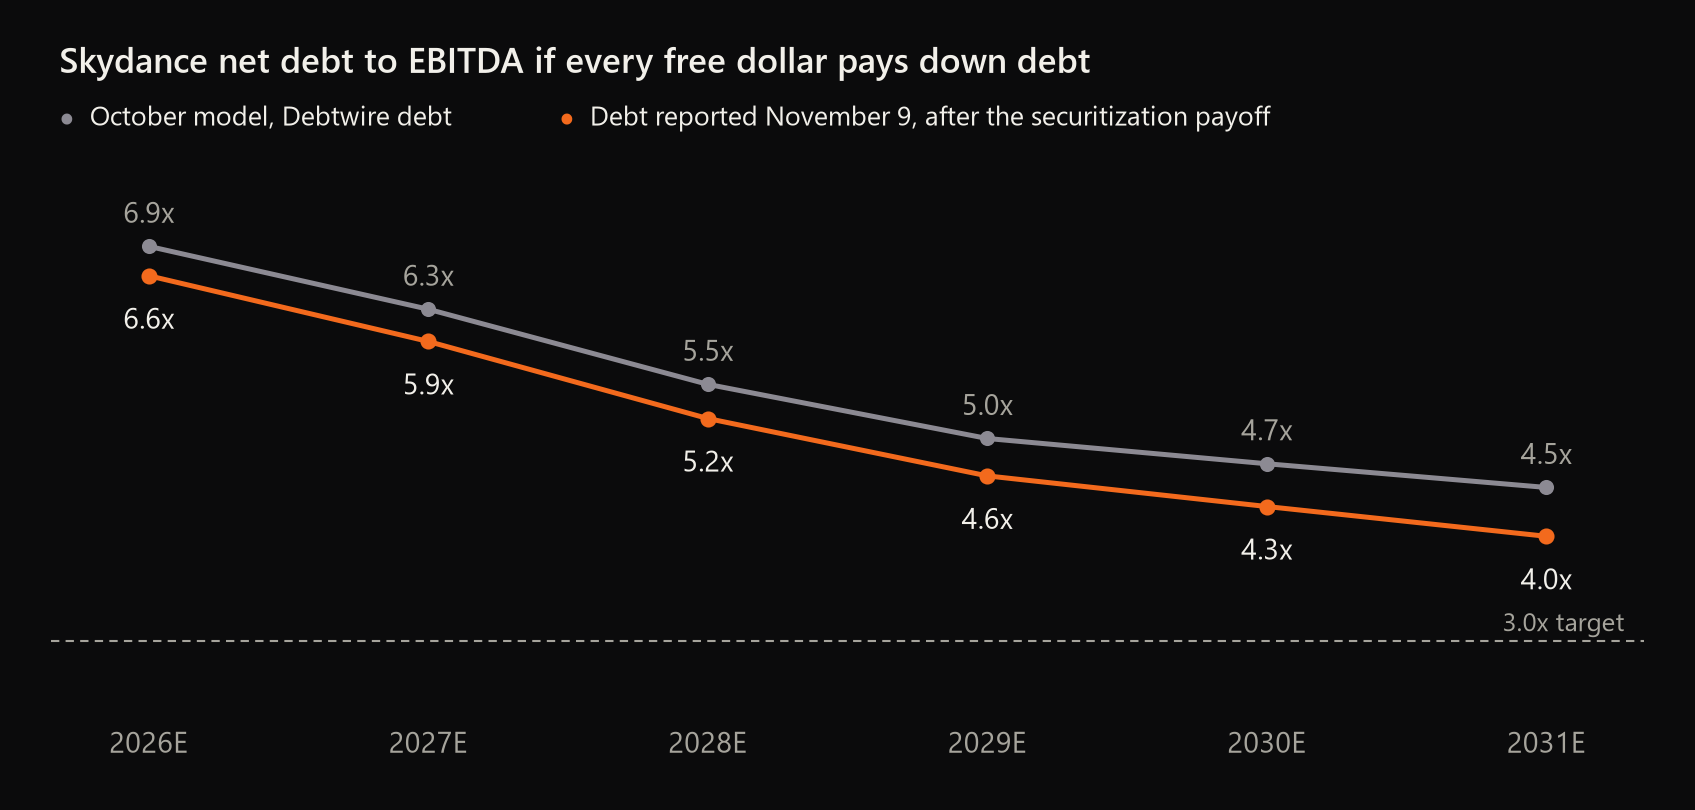 Skydance net debt to EBITDA if every free dollar pays down debt
October model, Debtwire debt
Debt reported November 9, after the securitization payoff
6.9x
6.3x
6.6x
5.5x
5.9x
5.0x
4.7x
5.2x
4.5x
4.6x
4.3x
4.0x
3.0x target
2026E 2027E 2028E 2029E 2030E 2031E